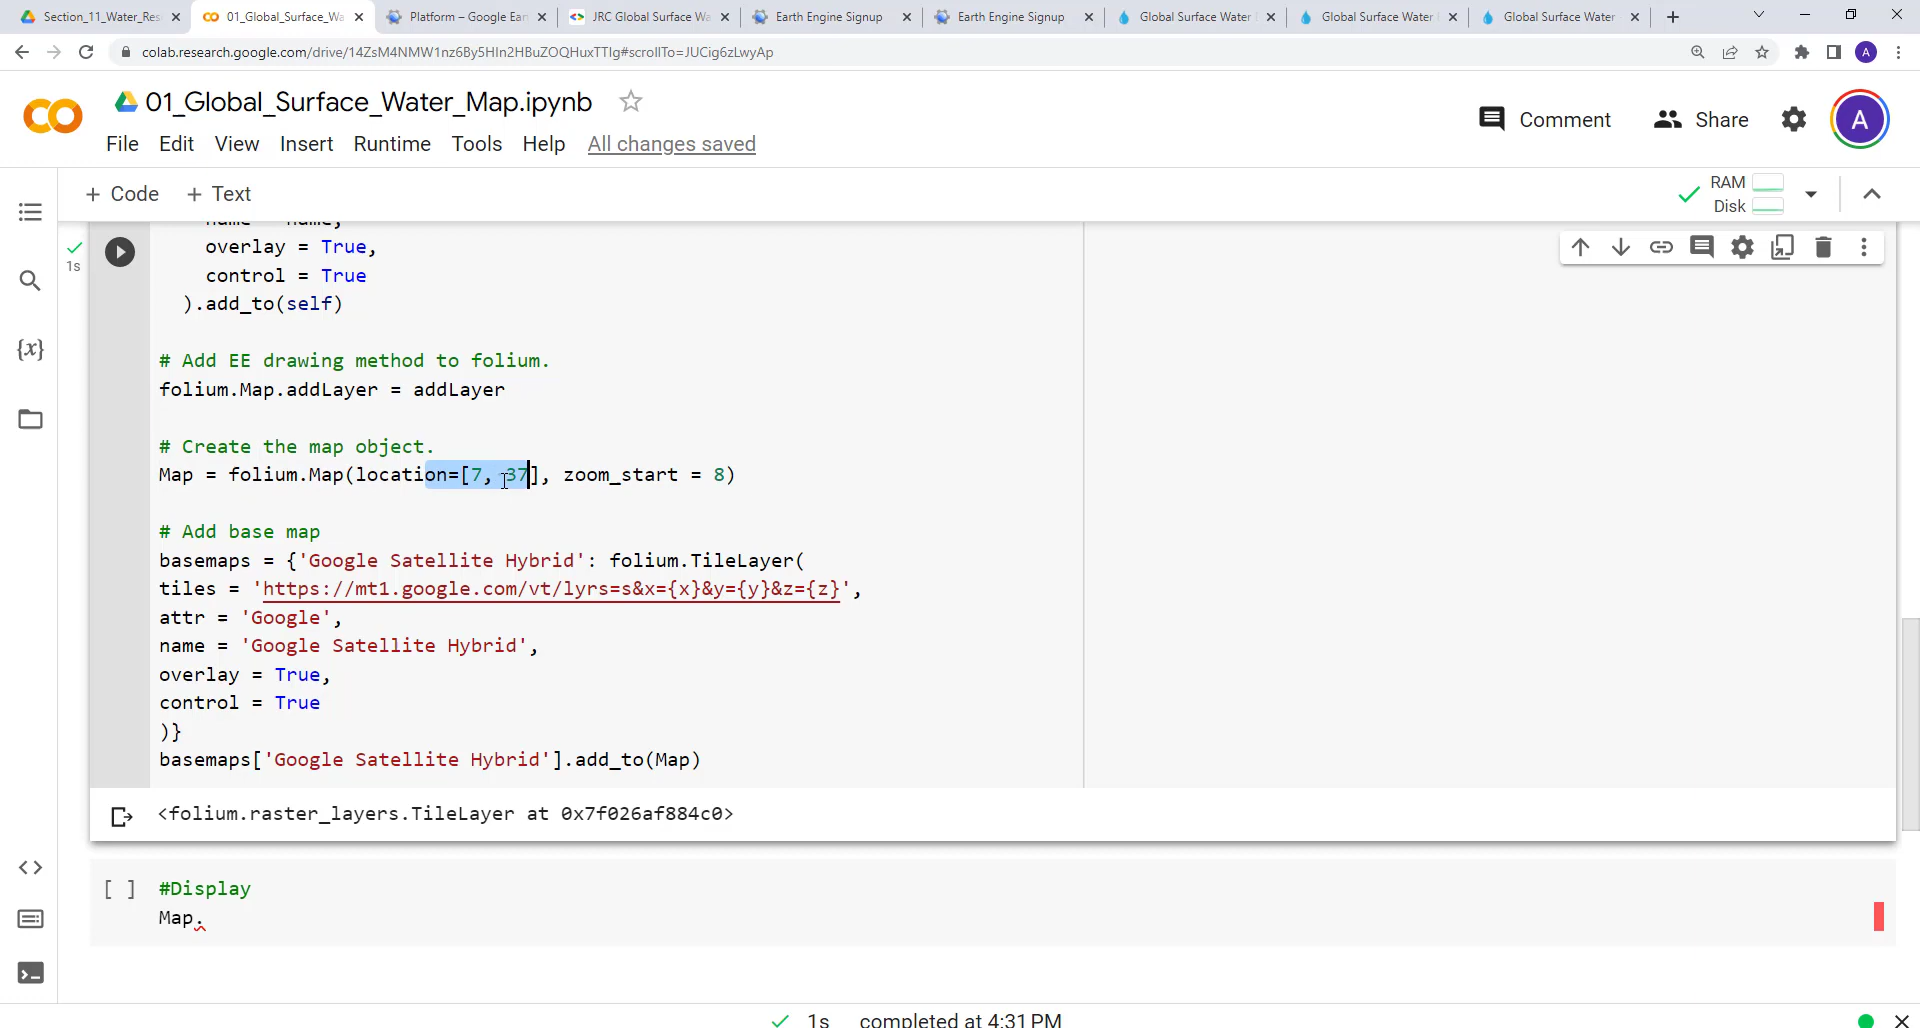 Section_11_Water_Res
01_Global_Surface_Wa
Platform – Google Ear
JRC Global Surface Wa
Earth Engine Signup
Earth Engine Signup
Global Surface Water
Global Surface Water
Global Surface Water
colab.research.google.com/drive/14ZsM4NMW1nz6By5HIn2HBuZOQHuxTTIg#scrollTo=JUCig6zLwyAp
A
01_Global_Surface_Water_Map.ipynb
Comment
Share
A
File Edit View Insert Runtime Tools Help All changes saved
+ Code + Text
RAM
Disk
1s
overlay = True,
control = True
).add_to(self)
# Add EE drawing method to folium.
folium.Map.addLayer = addLayer
# Create the map object.
Map = folium.Map(location=[7, 37], zoom_start = 8)
# Add base map
basemaps = {'Google Satellite Hybrid': folium.TileLayer(
tiles = 'https://mt1.google.com/vt/lyrs=s&x={x}&y={y}&z={z}',
attr = 'Google',
name = 'Google Satellite Hybrid',
overlay = True,
control = True
)}
basemaps['Google Satellite Hybrid'].add_to(Map)
<folium.raster_layers.TileLayer at 0x7f026af884c0>
[ ] #Display
Map.
1s completed at 4:31 PM